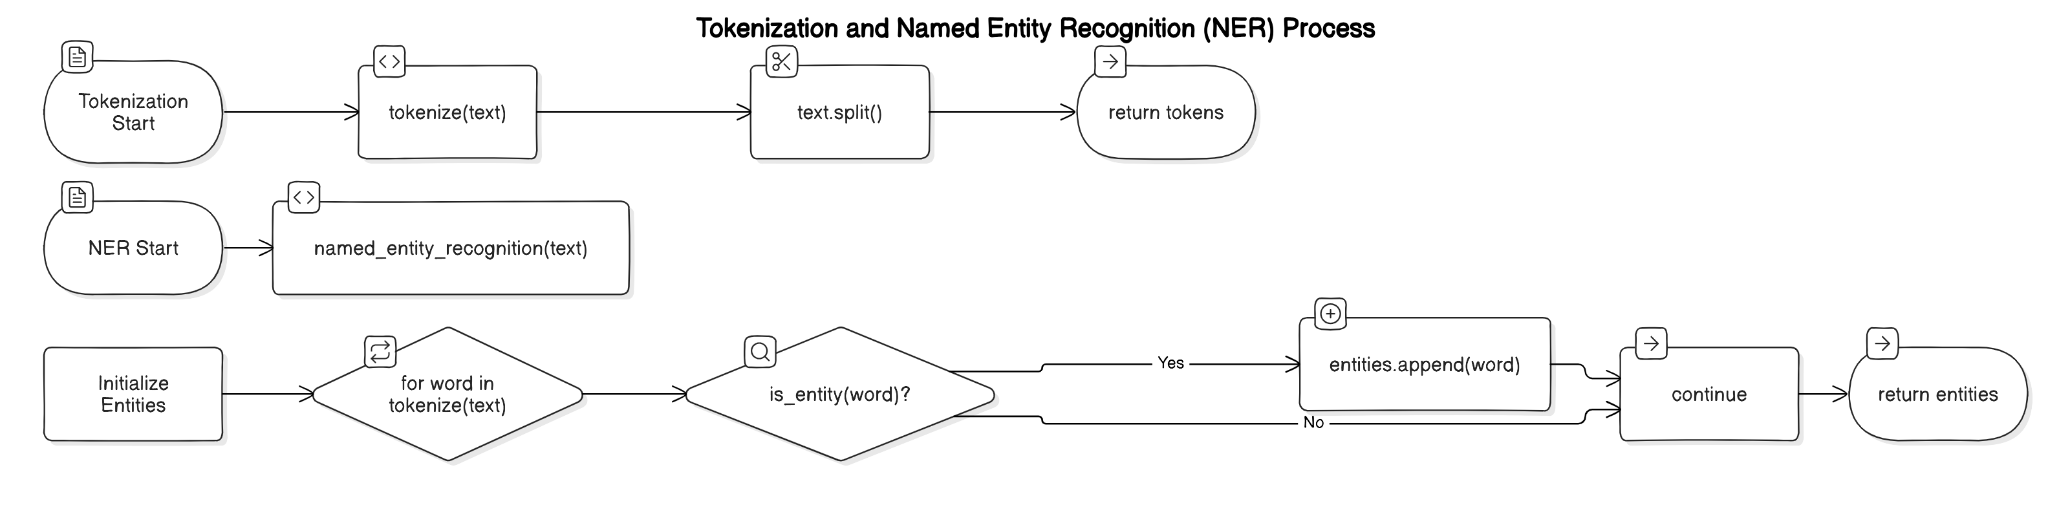 Tokenization and Named Entity Recognition (NER) Process
Tokenization
Start
tokenize(text)
text.split()
return tokens
NER Start
named_entity_recognition(text)
Initialize
Entities
for word in
tokenize(text)
is_entity(word)?
Yes
No
entities.append(word)
continue
return entities